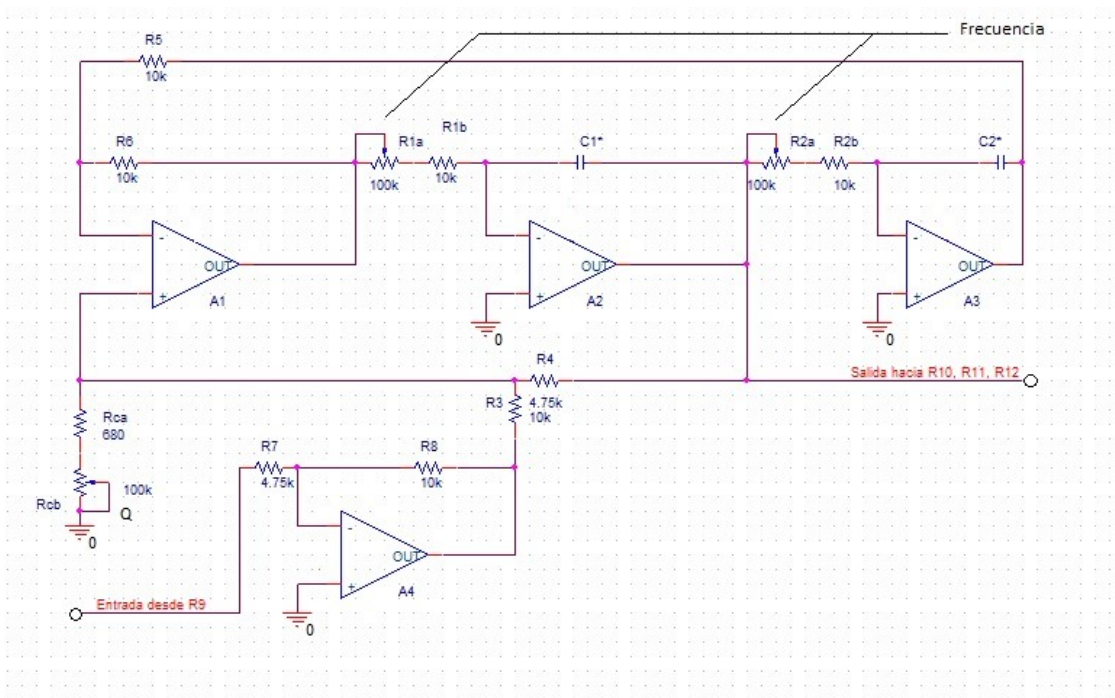 Frecuencia
R5
10k
R6
10k
R1a
100k
R1b
10k
C1*
R2a
100k
R2b
10k
C2*
-
OUT
+
A1
-
OUT
+
A2
0
-
OUT
+
A3
0
R4
4.75k
Salida hacia R10, R11, R12
R3
10k
Rca
680
Rcb
100k
Q
0
R7
4.75k
R8
10k
-
OUT
+
A4
0
Entrada desde R9